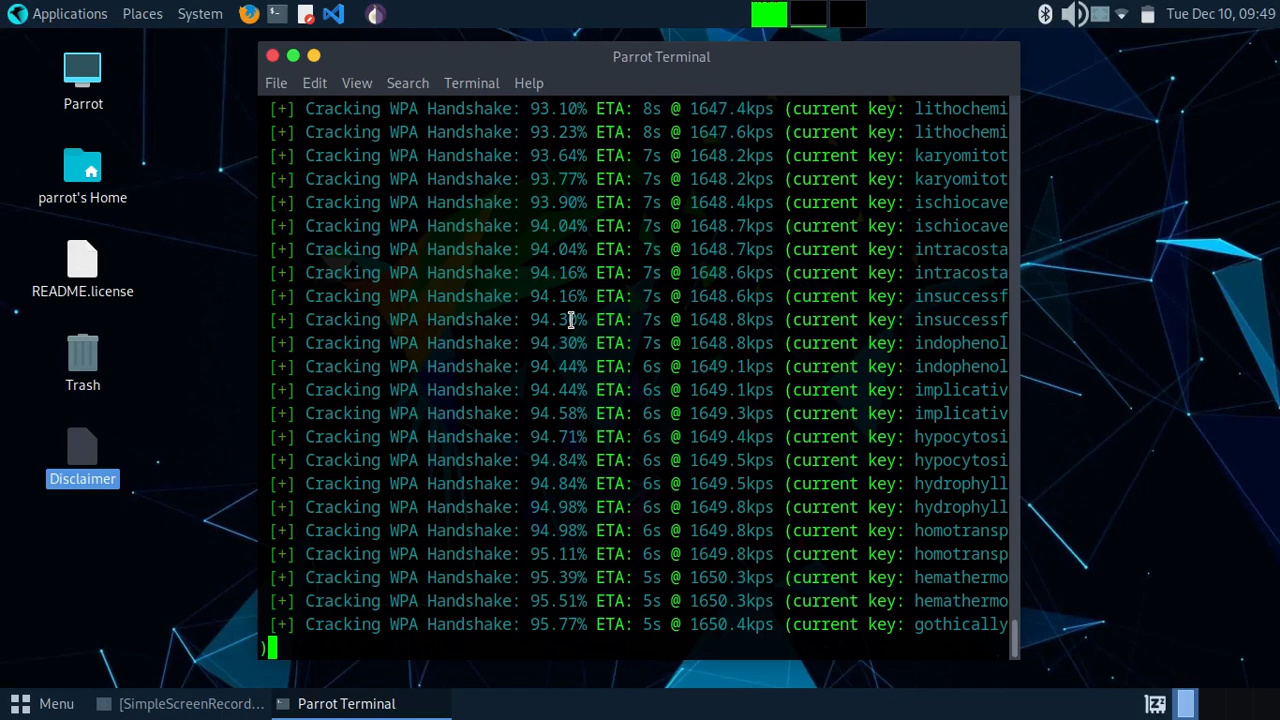 Applications Places System
Tue Dec 10, 09:49
Parrot
parrot's Home
README.license
Trash
Disclaimer
Parrot Terminal
File Edit View Search Terminal Help
[+] Cracking WPA Handshake: 93.10% ETA: 8s @ 1647.4kps (current key: lithochemi
[+] Cracking WPA Handshake: 93.23% ETA: 8s @ 1647.6kps (current key: lithochemi
[+] Cracking WPA Handshake: 93.64% ETA: 7s @ 1648.2kps (current key: karyomitot
[+] Cracking WPA Handshake: 93.77% ETA: 7s @ 1648.2kps (current key: karyomitot
[+] Cracking WPA Handshake: 93.90% ETA: 7s @ 1648.4kps (current key: ischiocave
[+] Cracking WPA Handshake: 94.04% ETA: 7s @ 1648.7kps (current key: ischiocave
[+] Cracking WPA Handshake: 94.04% ETA: 7s @ 1648.7kps (current key: intracosta
[+] Cracking WPA Handshake: 94.16% ETA: 7s @ 1648.6kps (current key: intracosta
[+] Cracking WPA Handshake: 94.16% ETA: 7s @ 1648.6kps (current key: insuccessf
[+] Cracking WPA Handshake: 94.30% ETA: 7s @ 1648.8kps (current key: insuccessf
[+] Cracking WPA Handshake: 94.30% ETA: 7s @ 1648.8kps (current key: indophenol
[+] Cracking WPA Handshake: 94.44% ETA: 6s @ 1649.1kps (current key: indophenol
[+] Cracking WPA Handshake: 94.44% ETA: 6s @ 1649.1kps (current key: implicativ
[+] Cracking WPA Handshake: 94.58% ETA: 6s @ 1649.3kps (current key: implicativ
[+] Cracking WPA Handshake: 94.71% ETA: 6s @ 1649.4kps (current key: hypocytosi
[+] Cracking WPA Handshake: 94.84% ETA: 6s @ 1649.5kps (current key: hypocytosi
[+] Cracking WPA Handshake: 94.84% ETA: 6s @ 1649.5kps (current key: hydrophyll
[+] Cracking WPA Handshake: 94.98% ETA: 6s @ 1649.8kps (current key: hydrophyll
[+] Cracking WPA Handshake: 94.98% ETA: 6s @ 1649.8kps (current key: homotransp
[+] Cracking WPA Handshake: 95.11% ETA: 6s @ 1649.8kps (current key: homotransp
[+] Cracking WPA Handshake: 95.39% ETA: 5s @ 1650.3kps (current key: hemathermo
[+] Cracking WPA Handshake: 95.51% ETA: 5s @ 1650.3kps (current key: hemathermo
[+] Cracking WPA Handshake: 95.77% ETA: 5s @ 1650.4kps (current key: gothically
)
Menu [SimpleScreenRecord... Parrot Terminal